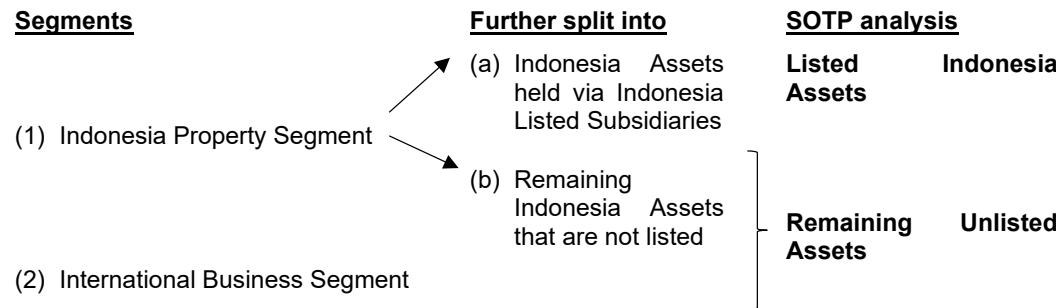 Segments
Further split into
SOTP analysis
(a) Indonesia Assets
held via Indonesia
Listed Subsidiaries
Listed Indonesia
Assets
(1) Indonesia Property Segment
(b) Remaining
Indonesia Assets
that are not listed
Remaining Unlisted
Assets
(2) International Business Segment